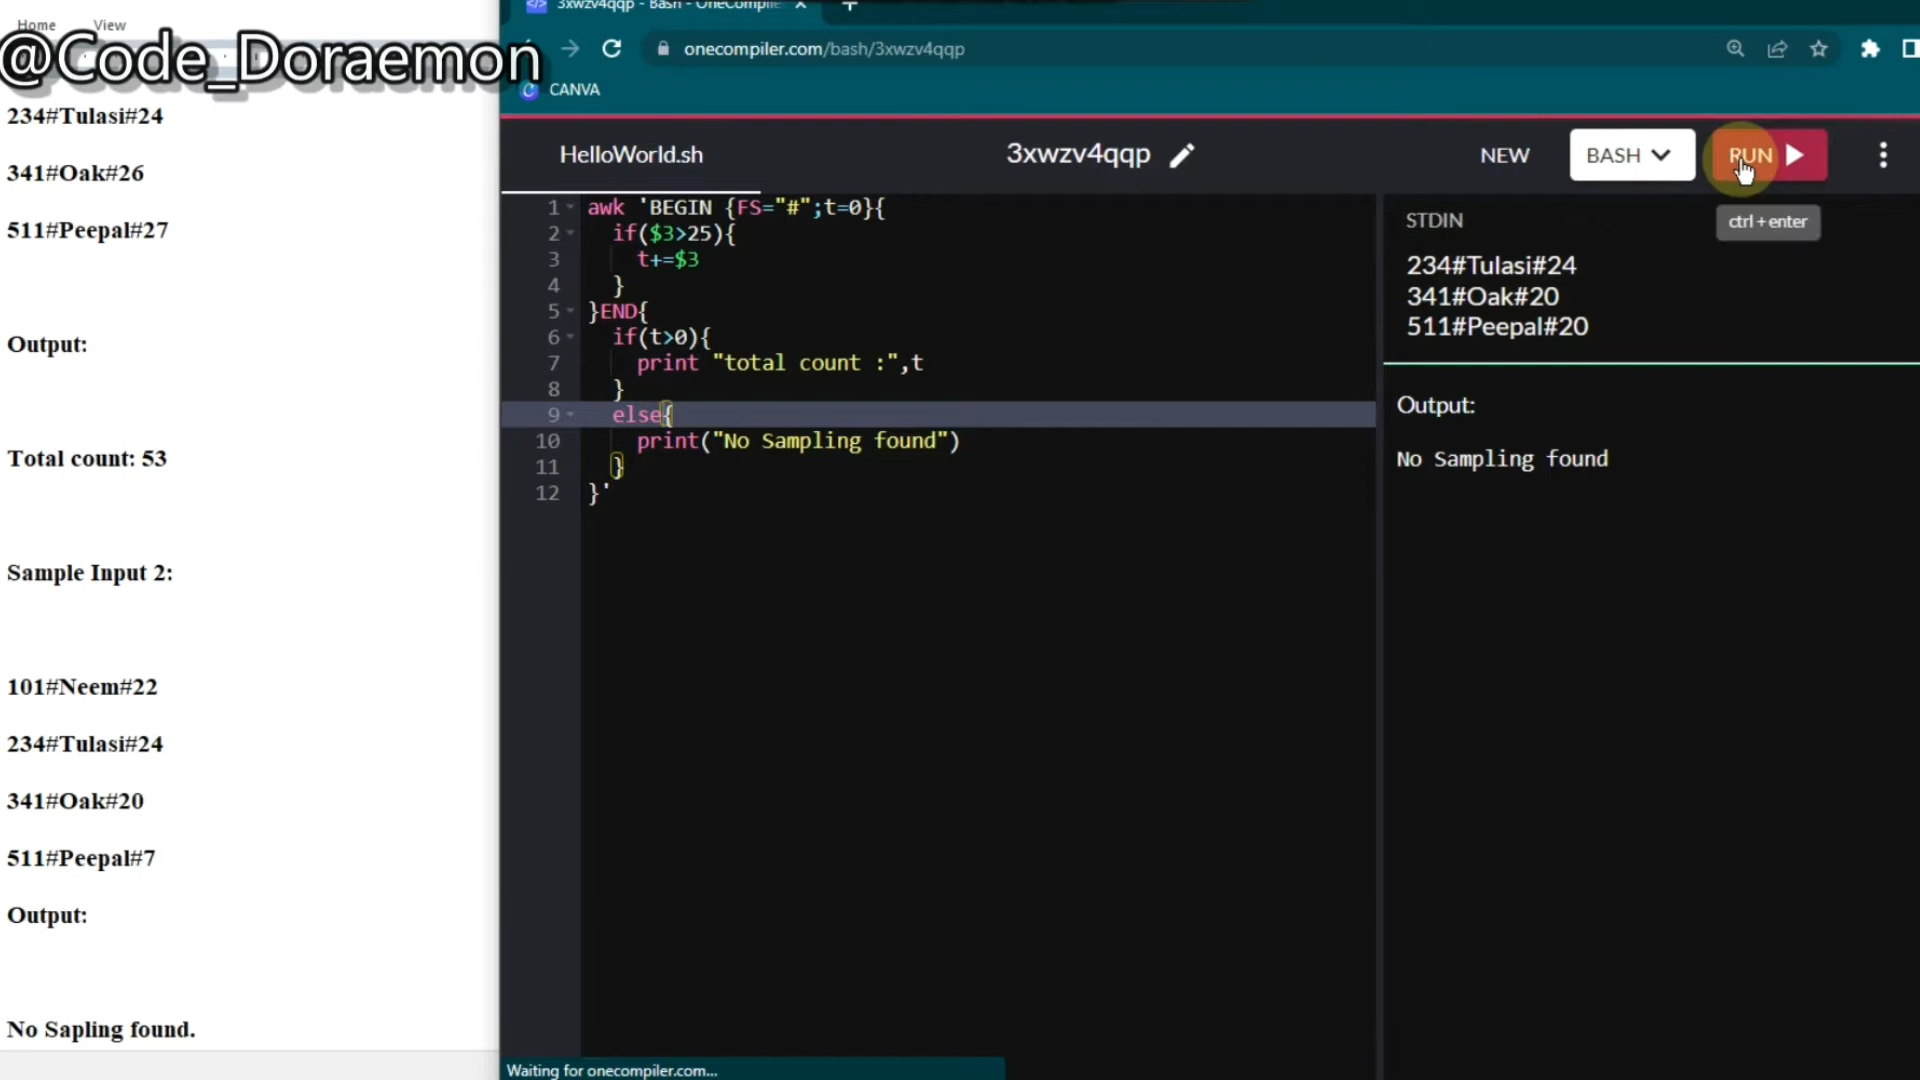 Home View
@Code_Doraemon
234#Tulasi#24
341#Oak#26
511#Peepal#27
Output:
Total count: 53
Sample Input 2:
101#Neem#22
234#Tulasi#24
341#Oak#20
511#Peepal#7
Output:
No Sapling found.
3xwzv4qqp - Bash - OneCompile
onecompiler.com/bash/3xwzv4qqp
CANVA
HelloWorld.sh
3xwzv4qqp
NEW
BASH
RUN
ctrl+enter
1 awk 'BEGIN {FS="#";t=0}{
2 if($3>25){
3 t+=$3
4 }
5 }END{
6 if(t>0){
7 print "total count :",t
8 }
9 else{
10 print("No Sampling found")
11 }
12 }'
STDIN
234#Tulasi#24
341#Oak#20
511#Peepal#20
Output:
No Sampling found
Waiting for onecompiler.com...